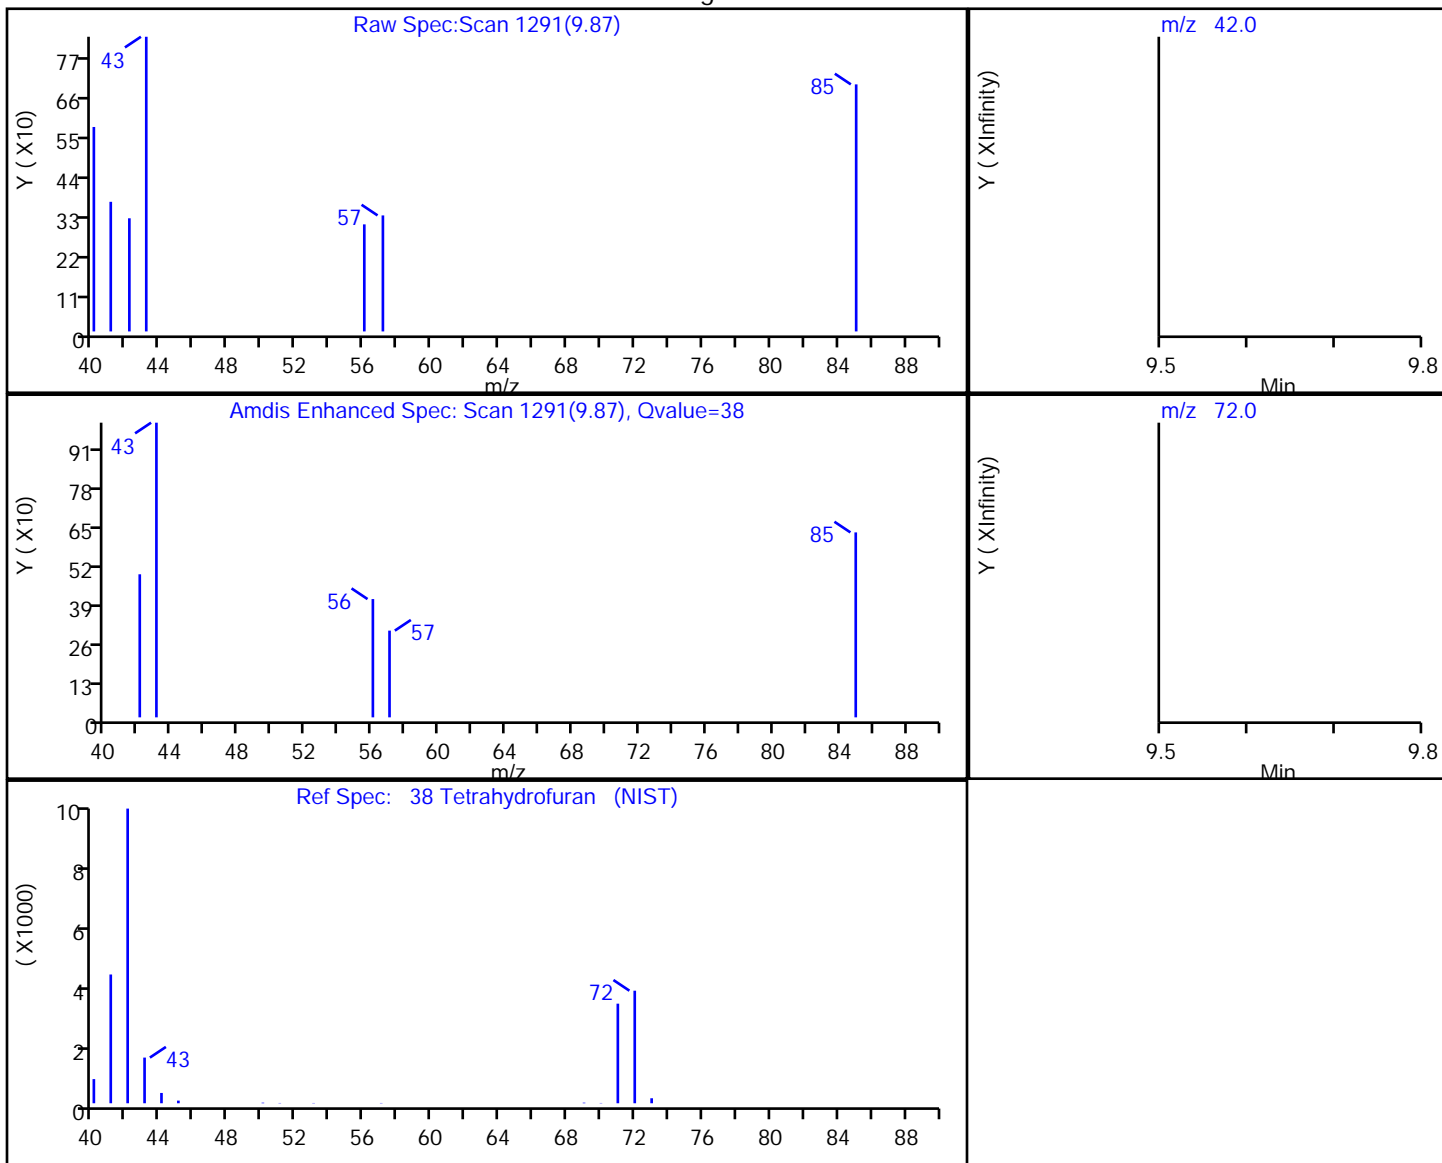 Raw Spec:Scan 1291(9.87)
Y ( X10)
77
66
55
44
33
22
11
0
43
57
85
40 44 48 52 56 60 64 68 72 76 80 84 88
m/z
m/z 42.0
Y ( XInfinity)
9.5 9.8
Min
Amdis Enhanced Spec: Scan 1291(9.87), Qvalue=38
Y ( X10)
91
78
65
52
39
26
13
0
43
56
57
85
40 44 48 52 56 60 64 68 72 76 80 84 88
m/z
m/z 72.0
Y ( XInfinity)
9.5 9.8
Min
Ref Spec: 38 Tetrahydrofuran (NIST)
( X1000)
10
8
6
4
2
0
43
72
40 44 48 52 56 60 64 68 72 76 80 84 88